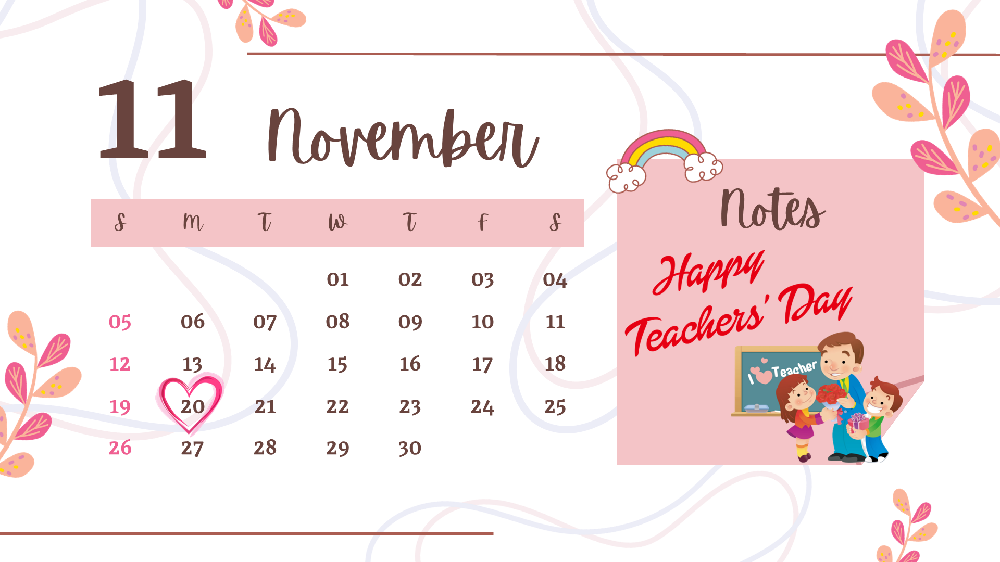 11 November
S M T W T F S
01 02 03 04
05 06 07 08 09 10 11
12 13 14 15 16 17 18
19 20 21 22 23 24 25
26 27 28 29 30
Notes
Happy
Teachers' Day
I Teacher